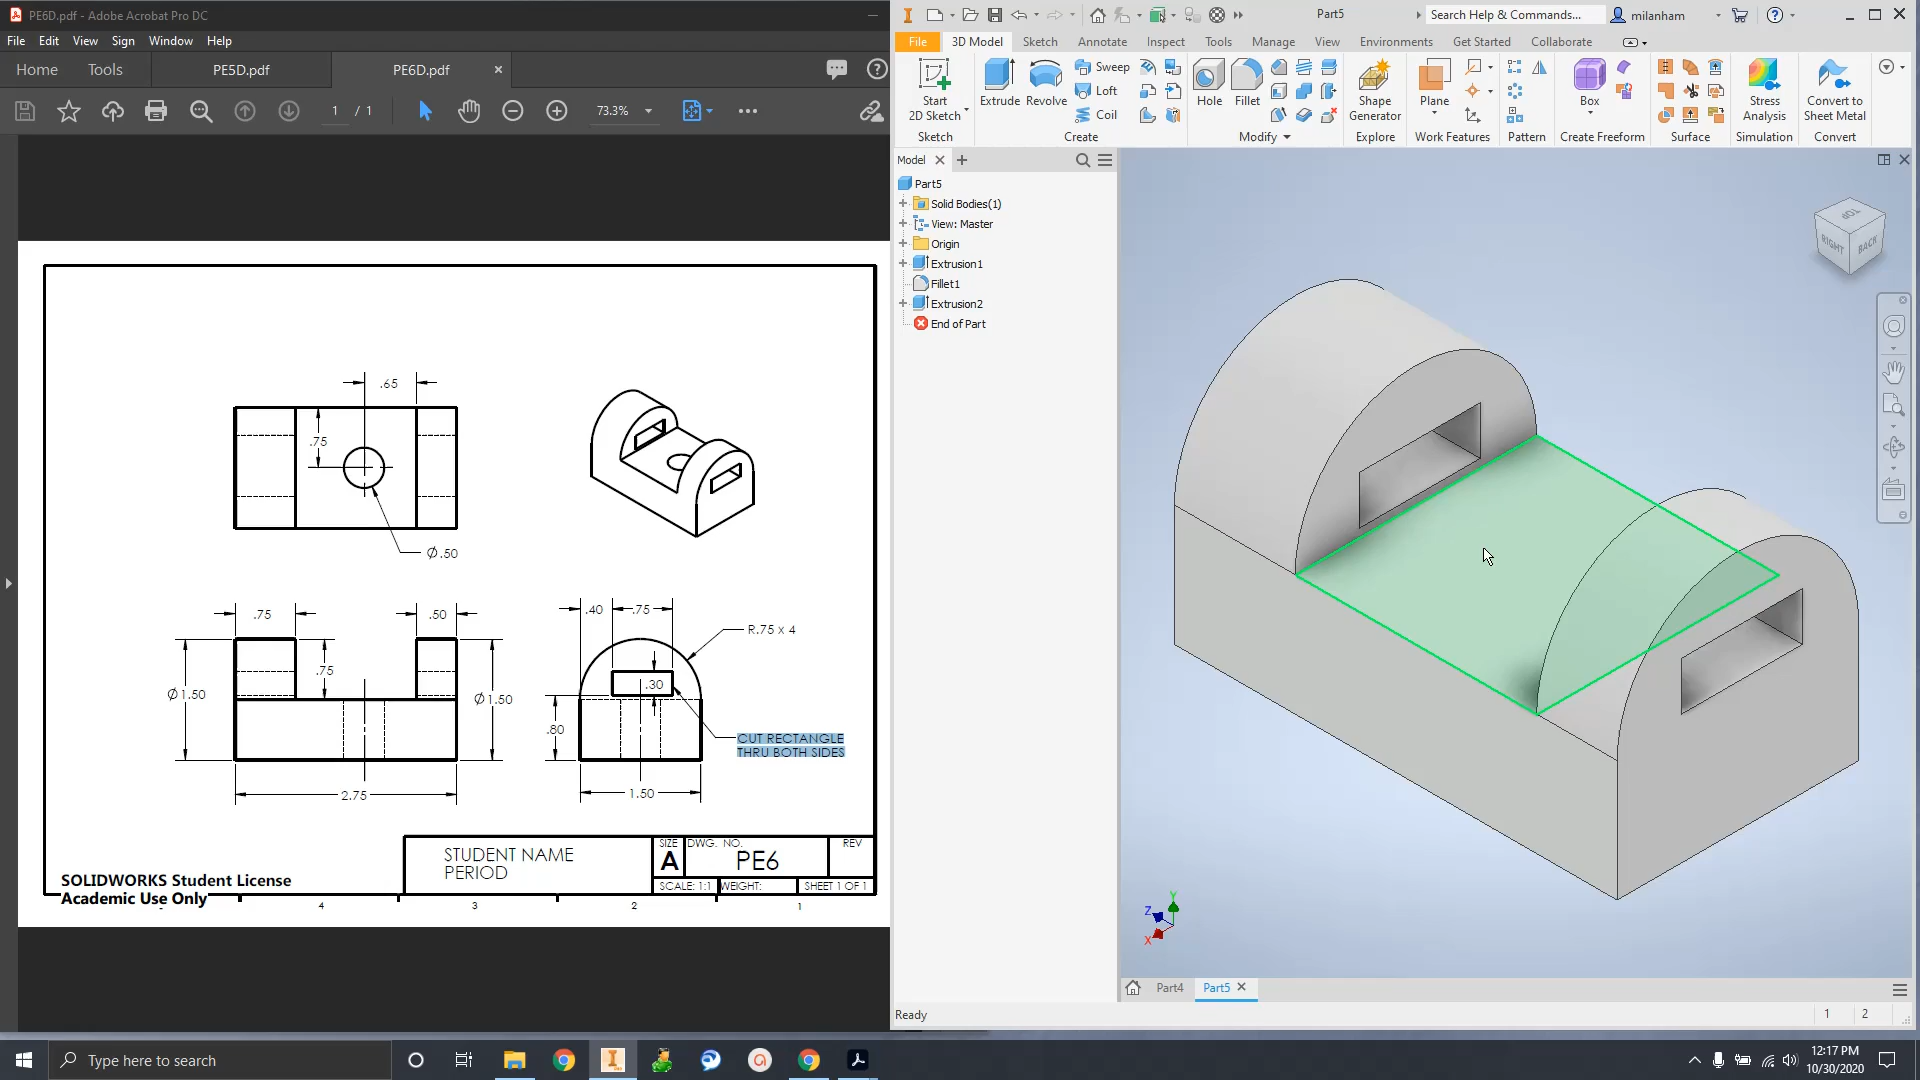 PE6D.pdf - Adobe Acrobat Pro DC
File Edit View Sign Window Help
Home Tools PE5D.pdf PE6D.pdf
1 / 1 73.3%
.65
.75
Ø.50
.75 .50
.75
Ø1.50 Ø1.50
2.75
.40 .75
R.75 x 4
.30
.80
CUT RECTANGLE
THRU BOTH SIDES
1.50
STUDENT NAME
PERIOD
SIZE DWG. NO. REV
A PE6
SCALE: 1:1 WEIGHT: SHEET 1 OF 1
SOLIDWORKS Student License
Academic Use Only
4 3 2 1
Part5 Search Help & Commands... milanham
File 3D Model Sketch Annotate Inspect Tools Manage View Environments Get Started Collaborate
Start
2D Sketch
Extrude Revolve Sweep
Loft
Coil
Hole Fillet
Shape
Generator
Plane
Box
Stress
Analysis
Convert to
Sheet Metal
Sketch Create Modify Explore Work Features Pattern Create Freeform Surface Simulation Convert
Model
Part5
Solid Bodies(1)
View: Master
Origin
Extrusion1
Fillet1
Extrusion2
End of Part
TOP
RIGHT BACK
Y
Z
X
Part4 Part5
Ready 1 2
Type here to search
12:17 PM
10/30/2020